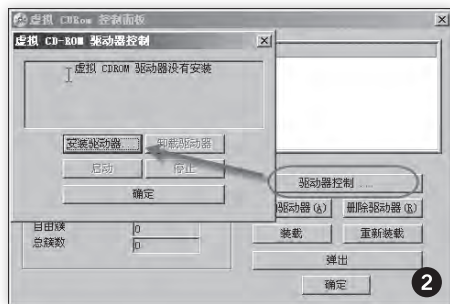 虚拟 CDRom 控制面板
虚拟 CD-ROM 驱动器控制
虚拟 CDROM 驱动器没有安装
安装驱动器
卸载驱动器
启动
停止
确定
驱动器控制 ...
驱动器(A)
删除驱动器(R)
自由簇
0
装载
重新装载
总簇数
0
弹出
确定
2